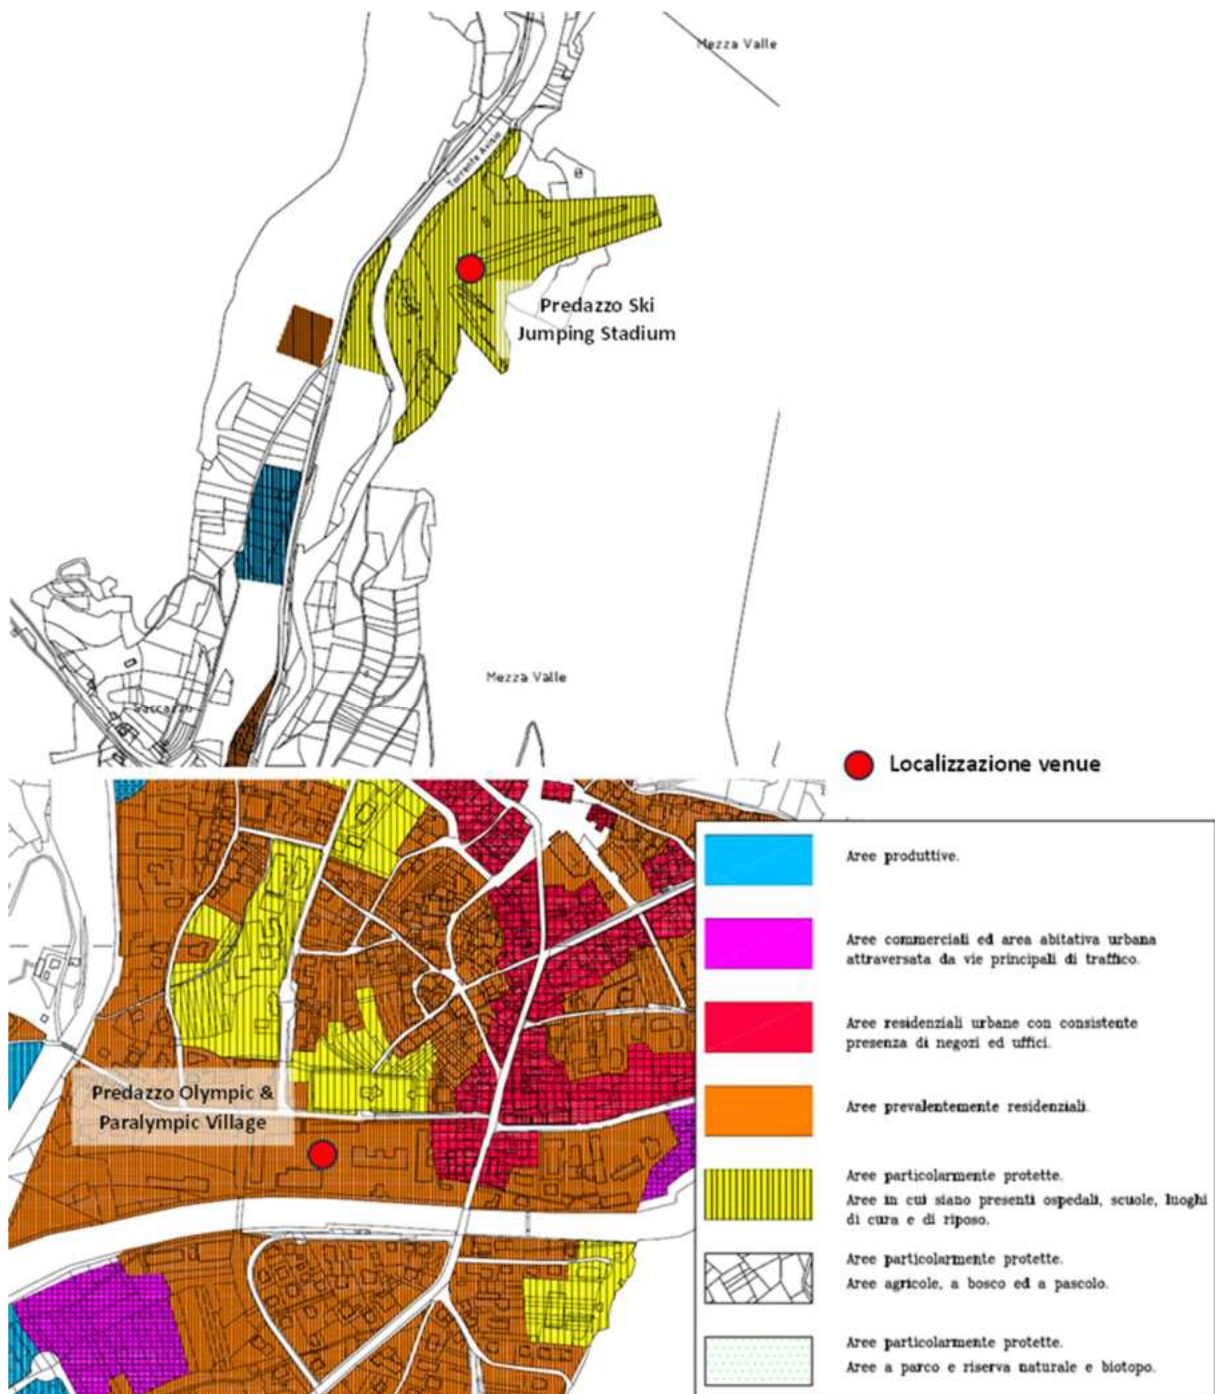 Mezza Valle
Torrente Avisio
Predazzo Ski
Jumping Stadium
Mezza Valle
Localizzazione venue
Predazzo Olympic &
Paralympic Village
Aree produttive.
Aree commerciali ed area abitativa urbana
attraversata da vie principali di traffico.
Aree residenziali urbane con consistente
presenza di negozi ed uffici.
Aree prevalentemente residenziali.
Aree particolarmente protette.
Aree in cui siano presenti ospedali, scuole, luoghi
di cura e di riposo.
Aree particolarmente protette.
Aree agricole, a bosco ed a pascolo.
Aree particolarmente protette.
Aree a parco e riserva naturale e biotopo.